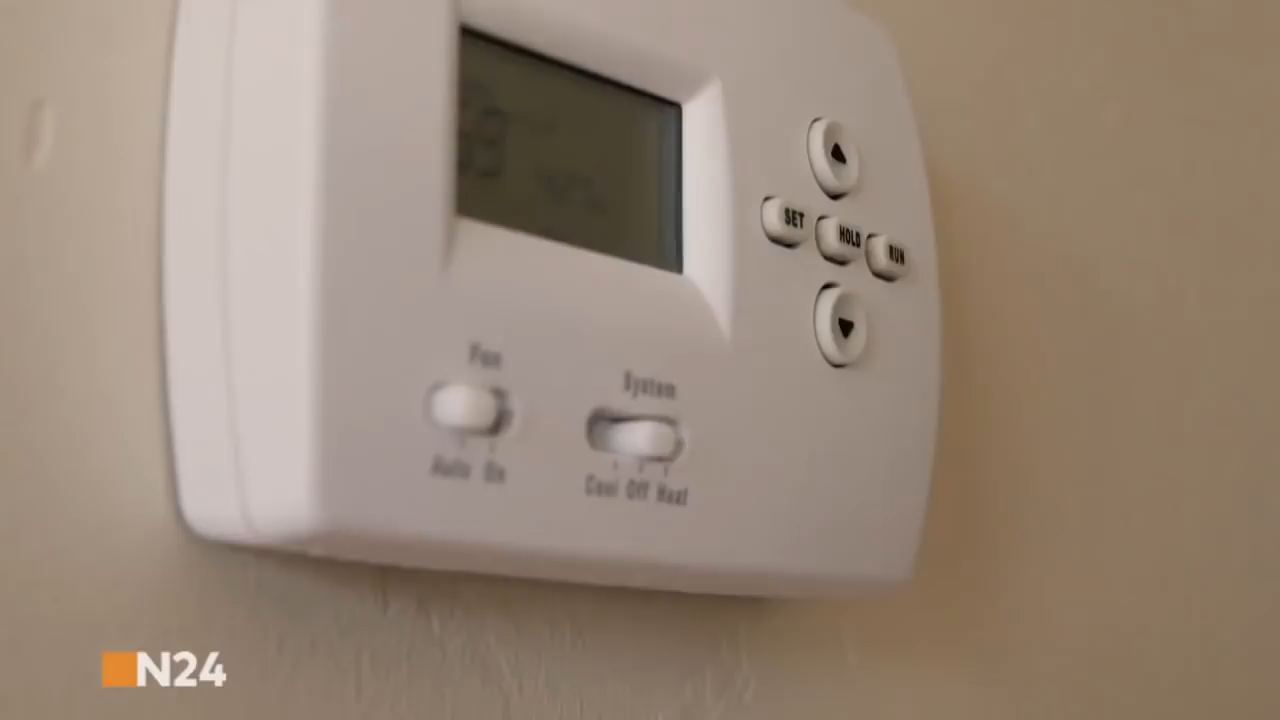 SET
HOLD
RUN
Fan
System
Auto On
Cool Off Heat
N24